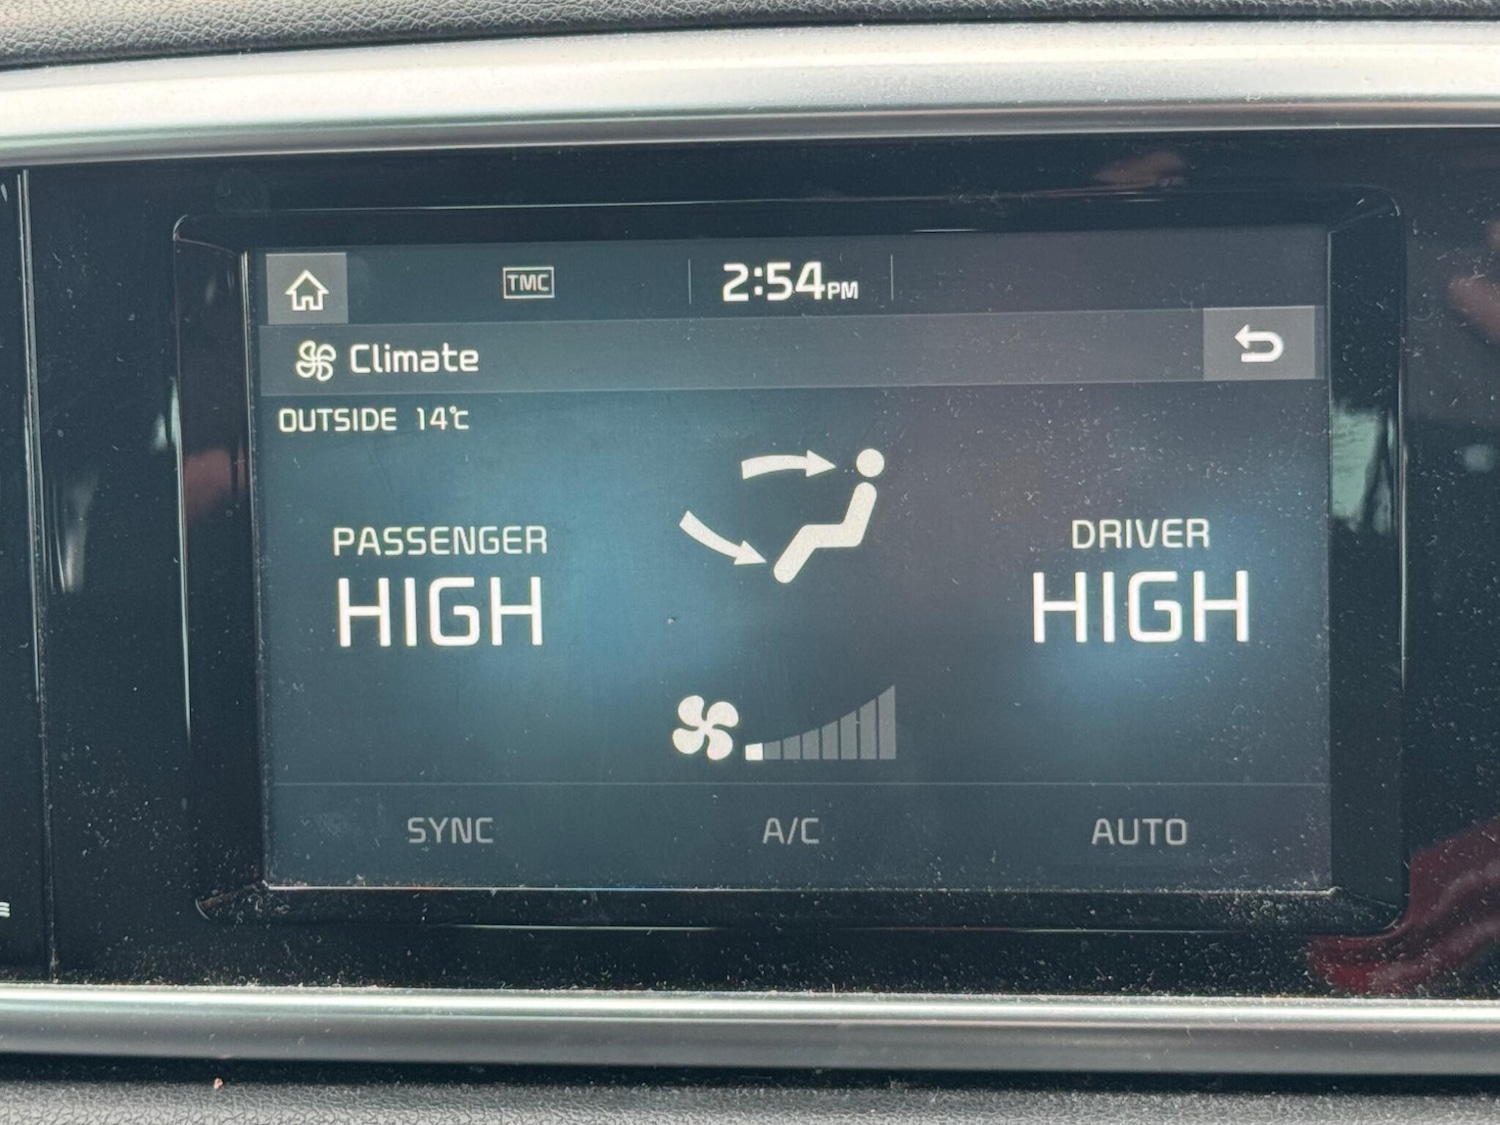 TMC
2:54PM
Climate
OUTSIDE 14℃
PASSENGER
HIGH
DRIVER
HIGH
SYNC
A/C
AUTO